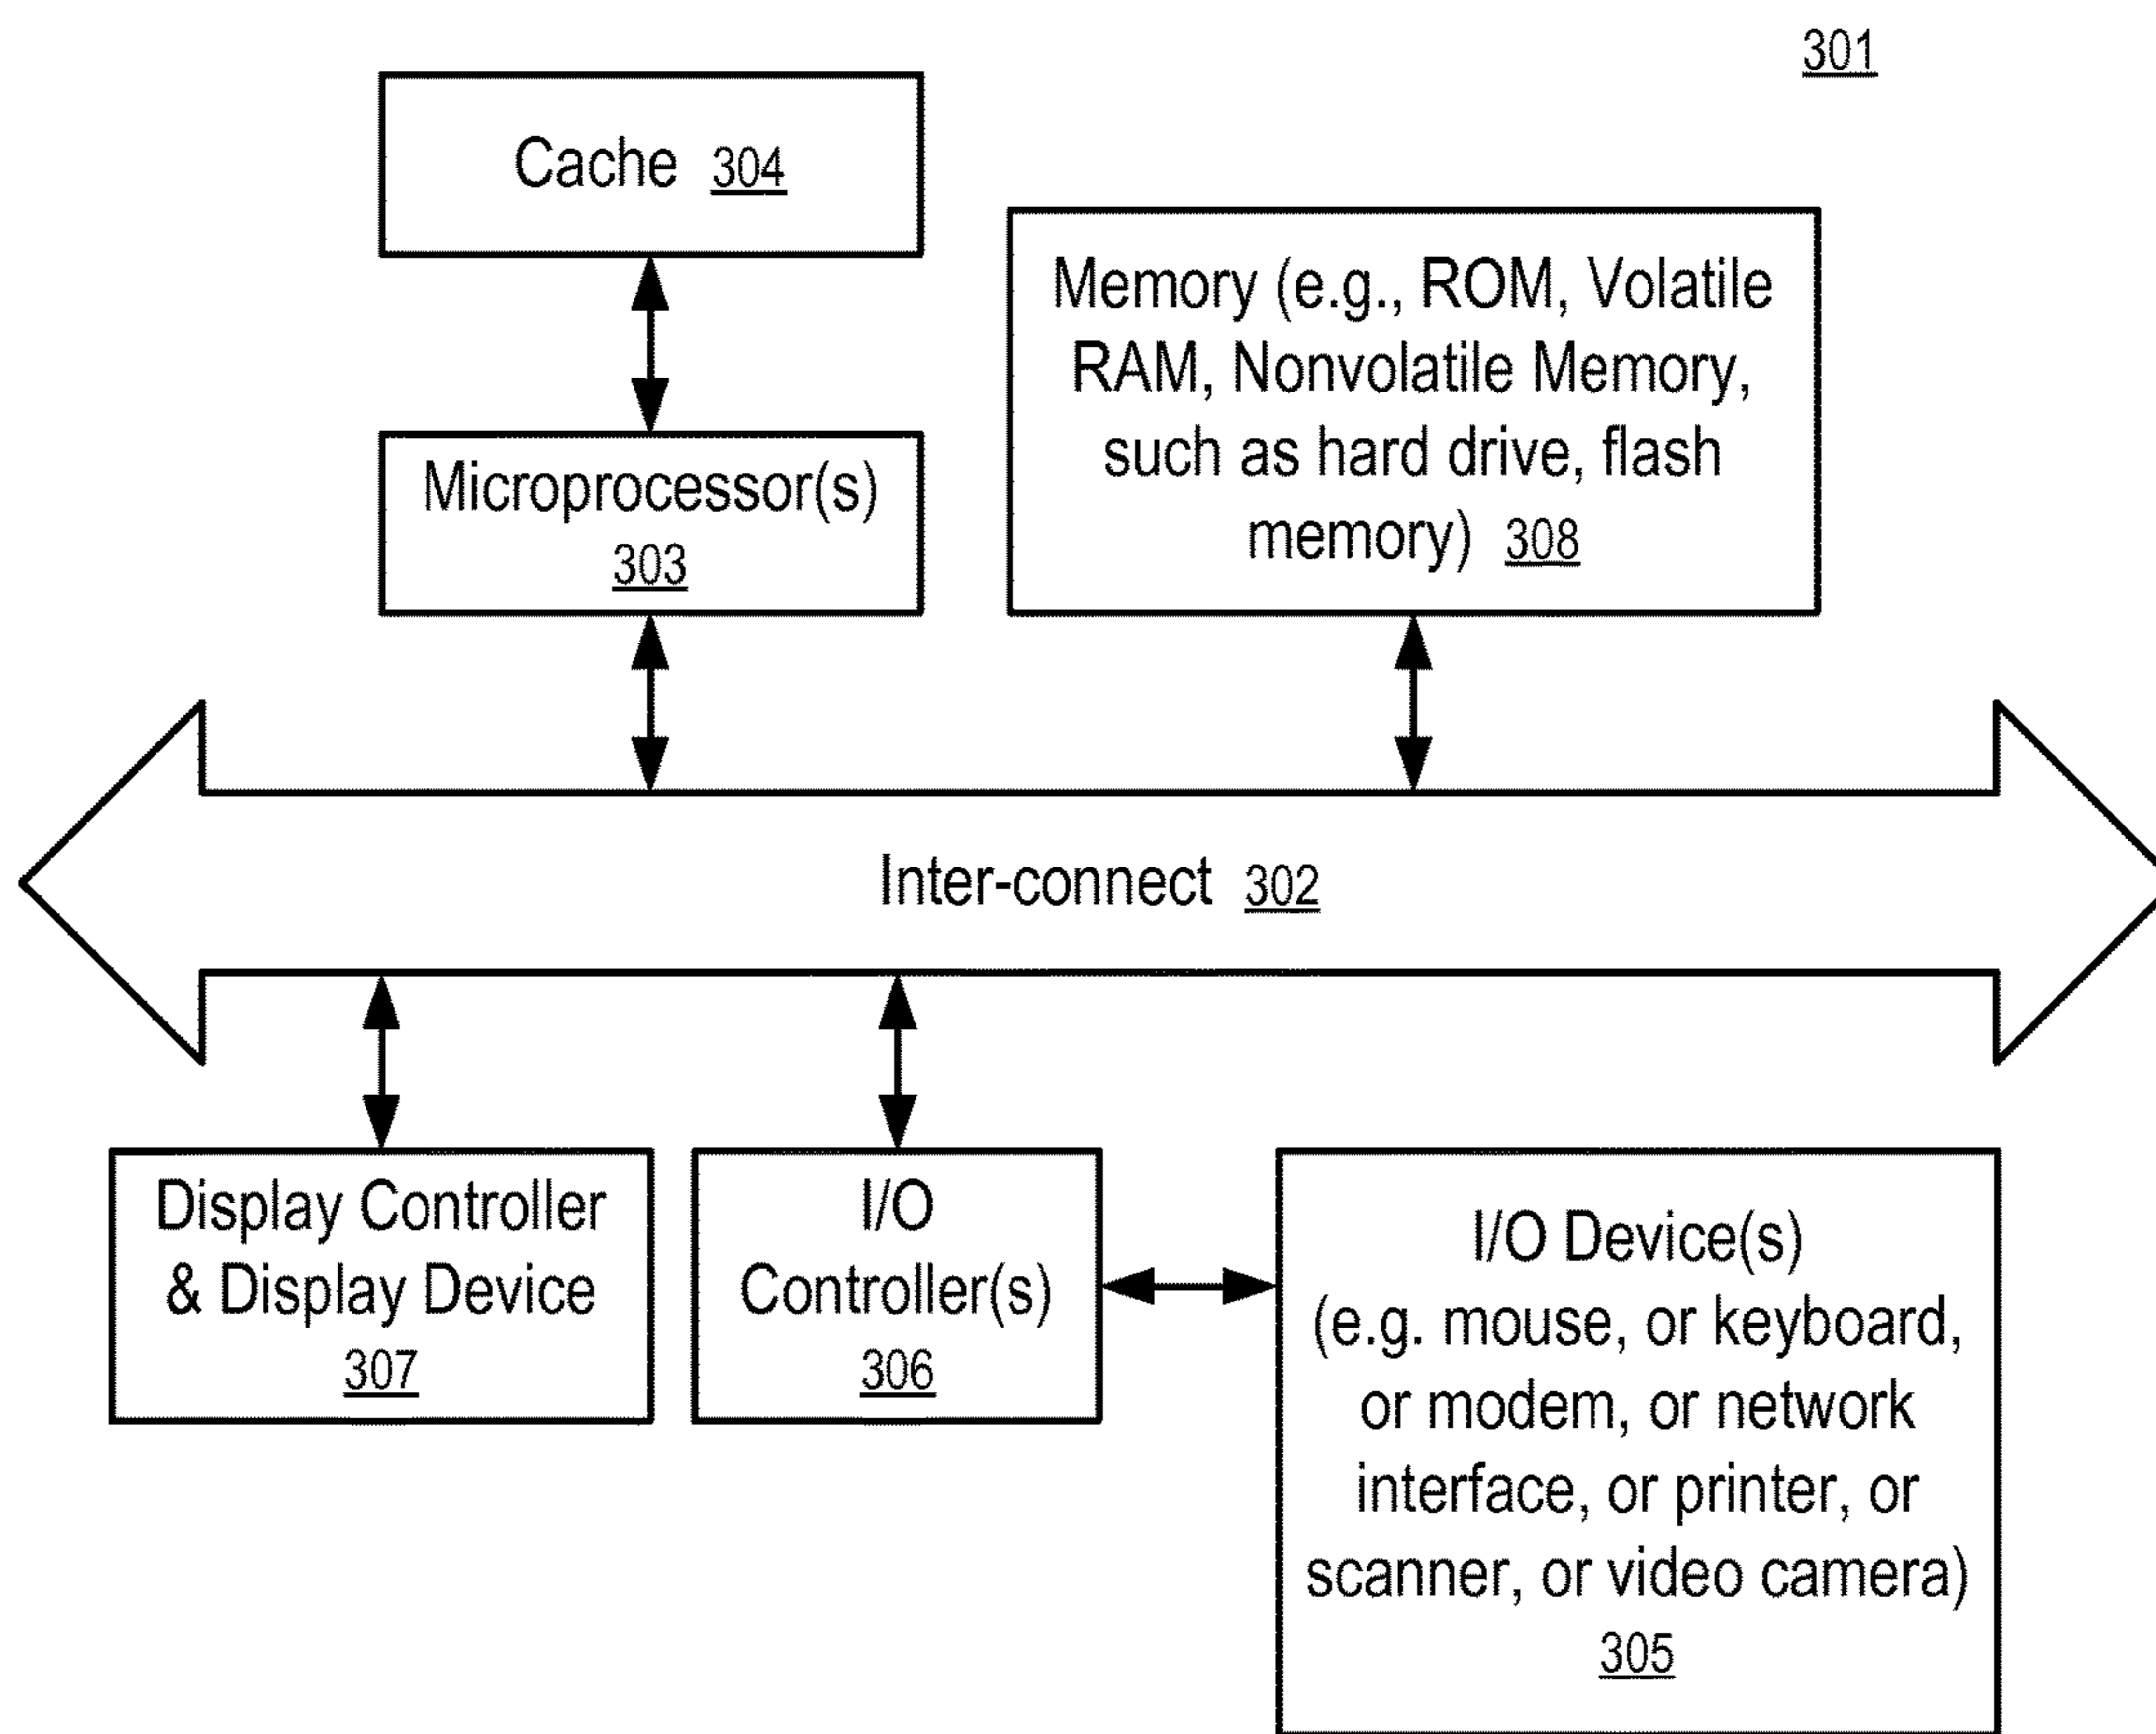 301
Cache 304
Memory (e.g., ROM, Volatile
RAM, Nonvolatile Memory,
such as hard drive, flash
memory) 308
Microprocessor(s)
303
Inter-connect 302
Display Controller
& Display Device
307
I/O
Controller(s)
306
I/O Device(s)
(e.g. mouse, or keyboard,
or modem, or network
interface, or printer, or
scanner, or video camera)
305